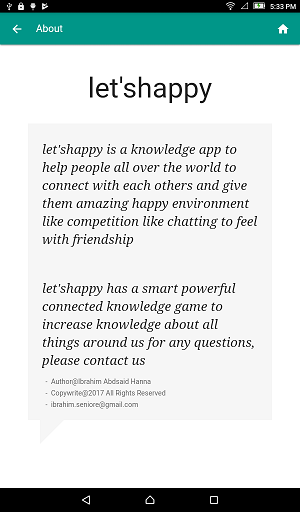 5:33 PM
About
let'shappy
let'shappy is a knowledge app to
help people all over the world to
connect with each others and give
them amazing happy environment
like competition like chatting to feel
with friendship
let'shappy has a smart powerful
connected knowledge game to
increase knowledge about all
things around us for any questions,
please contact us
- Author@Ibrahim Abdsaid Hanna
- Copywrite@2017 All Rights Reserved
- ibrahim.seniore@gmail.com